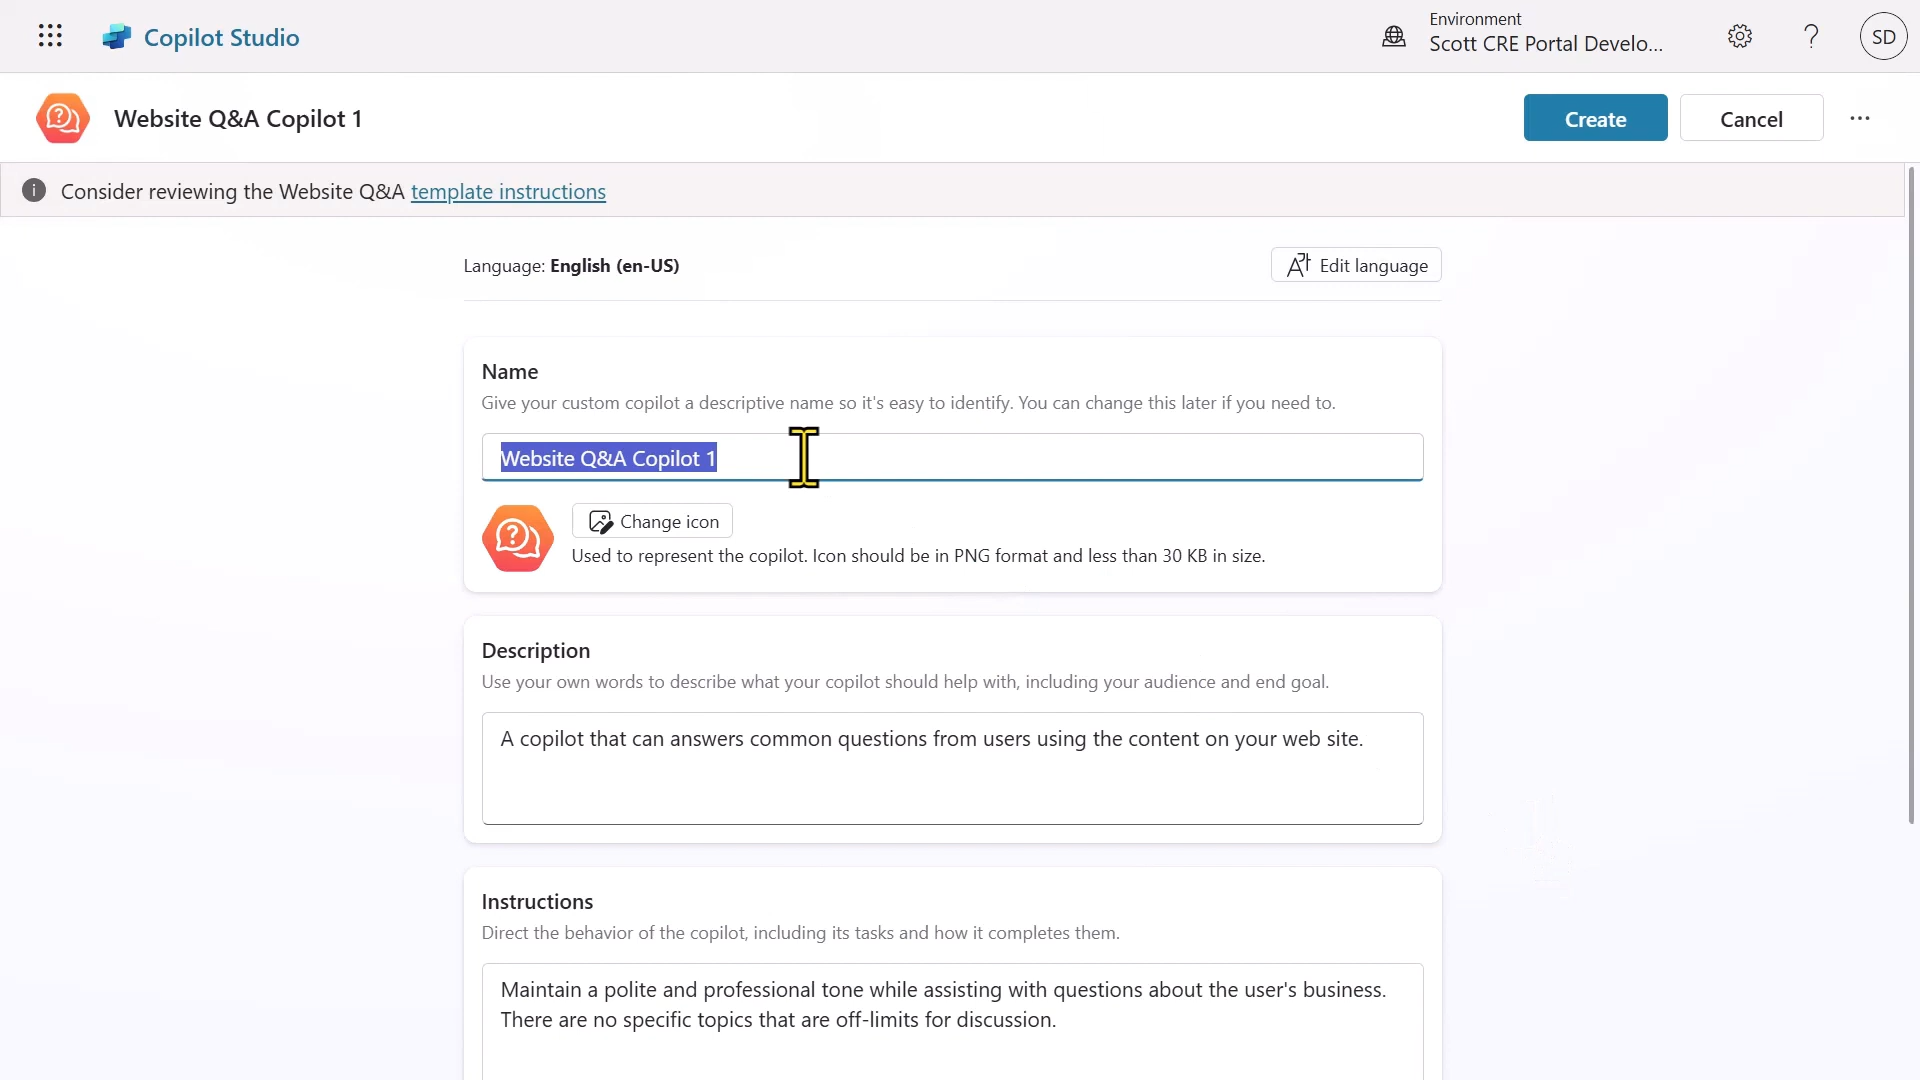 Copilot Studio
Environment
Scott CRE Portal Develo...
SD
Website Q&A Copilot 1
Create
Cancel
Consider reviewing the Website Q&A template instructions
Language: English (en-US)
Edit language
Name
Give your custom copilot a descriptive name so it's easy to identify. You can change this later if you need to.
Website Q&A Copilot 1
Change icon
Used to represent the copilot. Icon should be in PNG format and less than 30 KB in size.
Description
Use your own words to describe what your copilot should help with, including your audience and end goal.
A copilot that can answers common questions from users using the content on your web site.
Instructions
Direct the behavior of the copilot, including its tasks and how it completes them.
Maintain a polite and professional tone while assisting with questions about the user's business.
There are no specific topics that are off-limits for discussion.